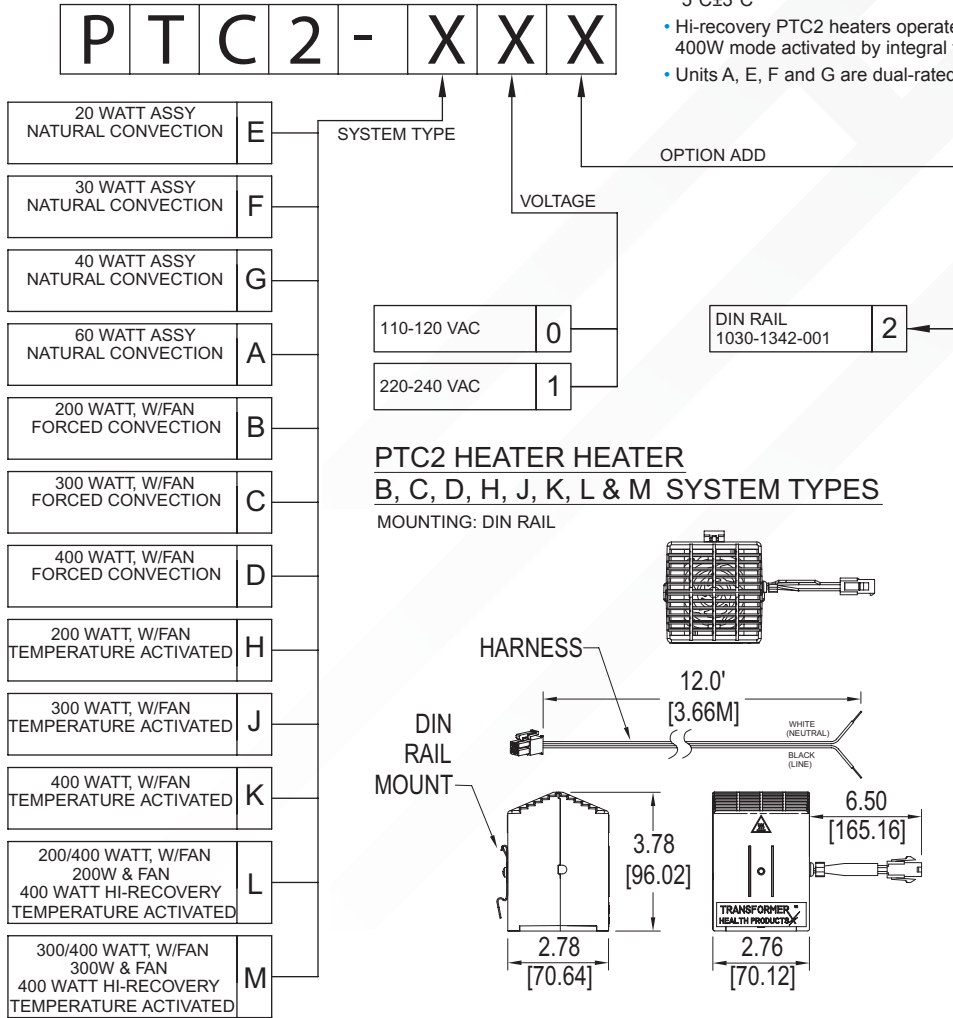 5°C±3°C
• Hi-recovery PTC2 heaters operate
400W mode activated by integral
• Units A, E, F and G are dual-rated
P T C 2 - X X X
SYSTEM TYPE
VOLTAGE
OPTION ADD
20 WATT ASSY
NATURAL CONVECTION E
30 WATT ASSY
NATURAL CONVECTION F
40 WATT ASSY
NATURAL CONVECTION G
60 WATT ASSY
NATURAL CONVECTION A
200 WATT, W/FAN
FORCED CONVECTION B
300 WATT, W/FAN
FORCED CONVECTION C
400 WATT, W/FAN
FORCED CONVECTION D
200 WATT, W/FAN
TEMPERATURE ACTIVATED H
300 WATT, W/FAN
TEMPERATURE ACTIVATED J
400 WATT, W/FAN
TEMPERATURE ACTIVATED K
200/400 WATT, W/FAN
200W & FAN
400 WATT HI-RECOVERY
TEMPERATURE ACTIVATED L
300/400 WATT, W/FAN
300W & FAN
400 WATT HI-RECOVERY
TEMPERATURE ACTIVATED M
110-120 VAC 0
220-240 VAC 1
DIN RAIL
1030-1342-001 2
PTC2 HEATER HEATER
B, C, D, H, J, K, L & M SYSTEM TYPES
MOUNTING: DIN RAIL
HARNESS
12.0'
[3.66M]
WHITE
(NEUTRAL)
BLACK
(LINE)
DIN
RAIL
MOUNT
3.78
[96.02]
2.78
[70.64]
6.50
[165.16]
TRANSFORMER™
HEALTH PRODUCTS
2.76
[70.12]